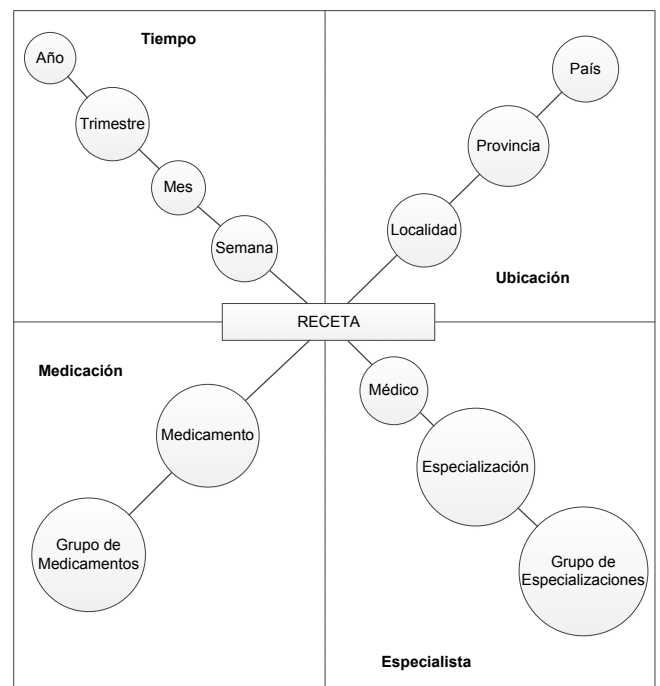 Tiempo
Año
Trimestre
Mes
Semana
País
Provincia
Localidad
Ubicación
RECETA
Medicación
Medicamento
Grupo de
Medicamentos
Médico
Especialización
Grupo de
Especializaciones
Especialista